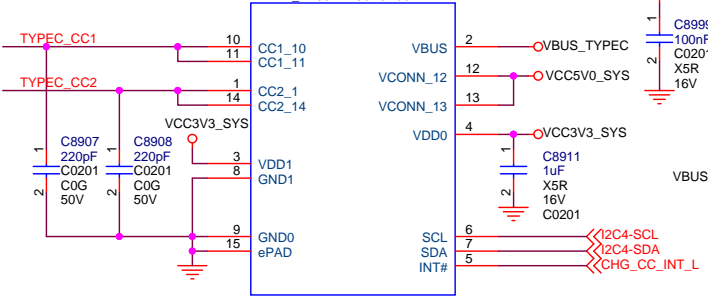 TYPEC_CC1
TYPEC_CC2
10
11
1
14
CC1_10
CC1_11
CC2_1
CC2_14
VCC3V3_SYS
3
8
VDD1
GND1
9
15
GND0
ePAD
1
C8907
220pF
C0201
C0G
50V
2
1
C8908
220pF
C0201
C0G
50V
2
VBUS
2
VBUS_TYPEC
VCONN_12
12
VCC5V0_SYS
VCONN_13
13
VDD0
4
VCC3V3_SYS
1
C8911
1uF
X5R
16V
C0201
2
SCL
6
I2C4-SCL
SDA
7
I2C4-SDA
INT#
5
CHG_CC_INT_L
1
100nF
C0201
X5R
16V
2
VBUS